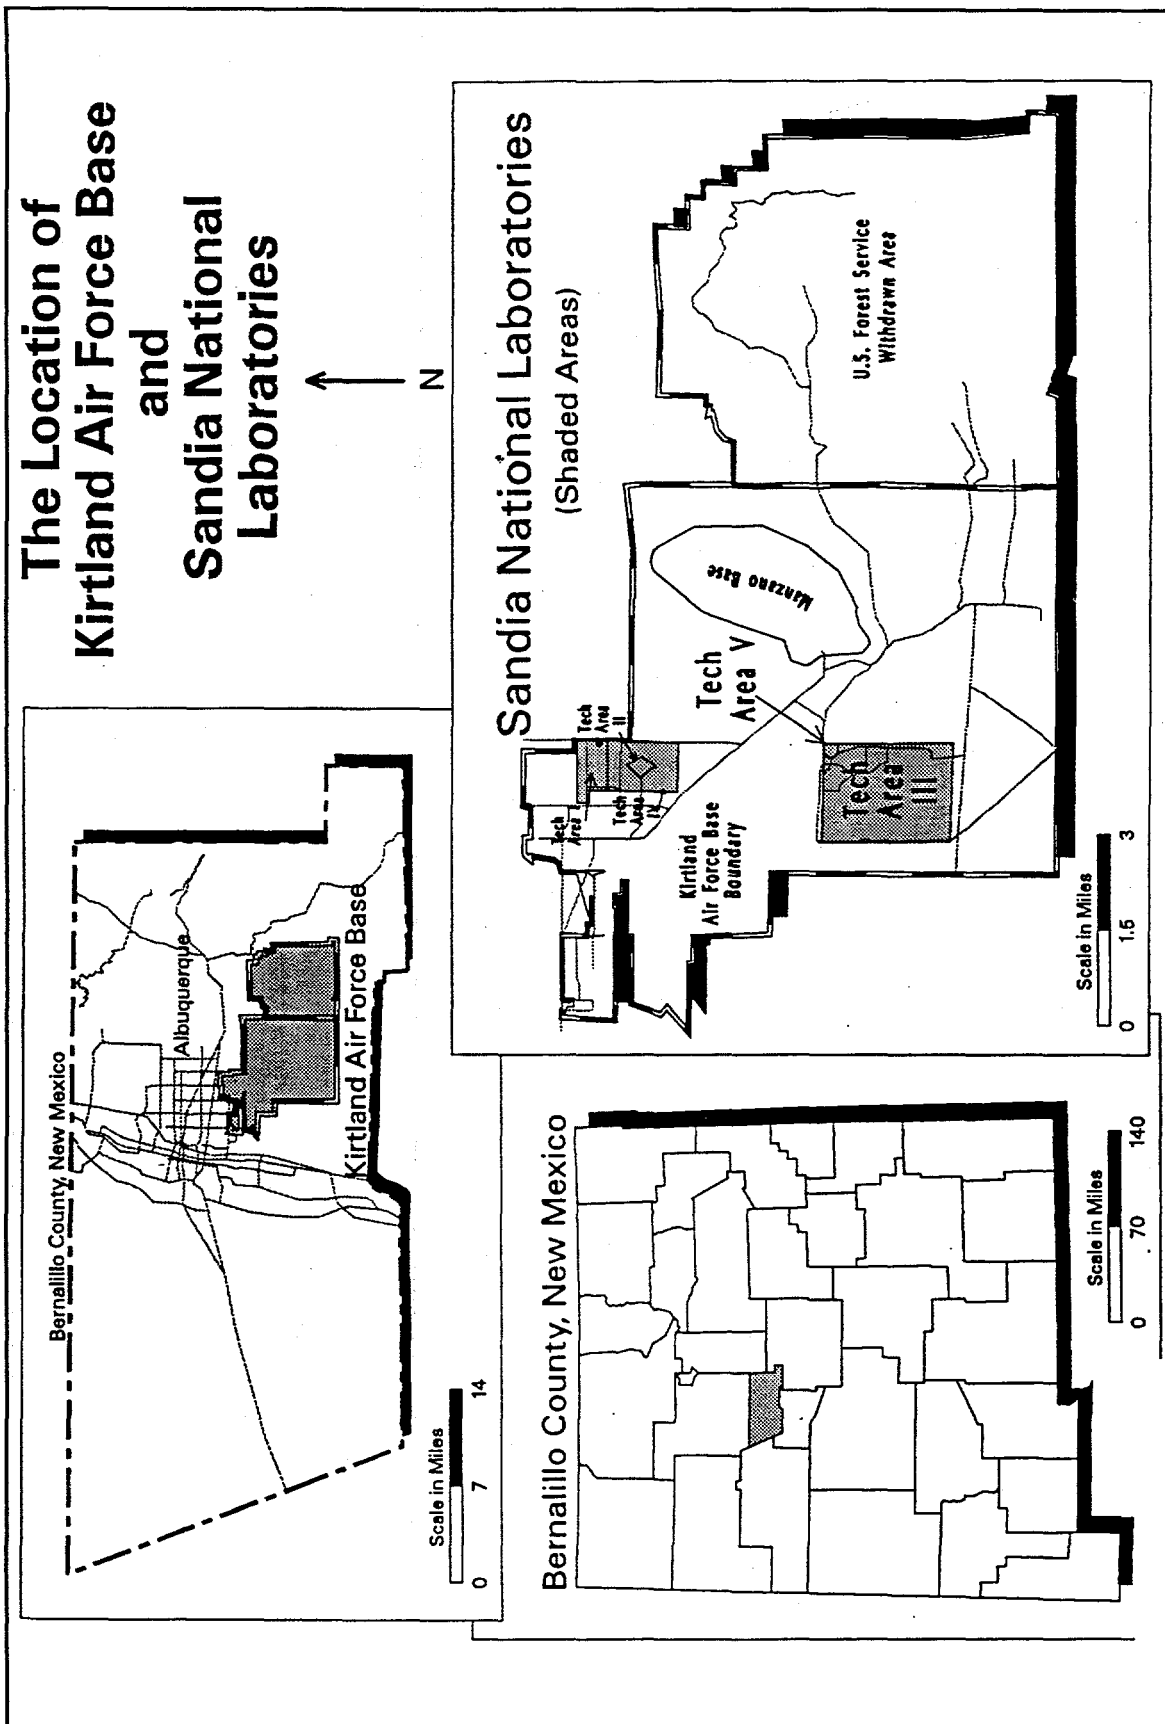 The Location of
Kirtland Air Force Base
and
Sandia National
Laboratories
N
Bernalillo County, New Mexico
Albuquerque
Kirtland Air Force Base
Scale in Miles
0 7 14
Sandia National Laboratories
(Shaded Areas)
Tech
Area
II
Tech
Area
I
Tech
Area
IV
Manzano Base
Tech
Area V
Tech
Area
III
Kirtland
Air Force Base
Boundary
U.S. Forest Service
Withdrawn Area
Scale in Miles
0 1.5 3
Bernalillo County, New Mexico
Scale in Miles
0 70 140